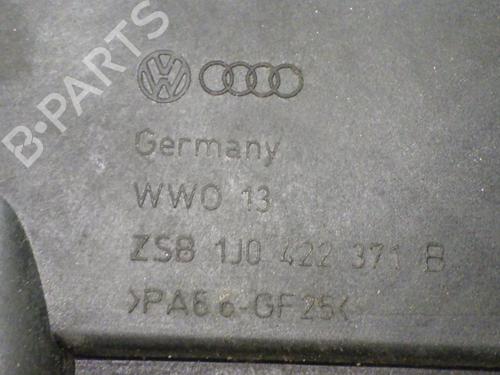 B-PARTS
Germany
WWO 13
ZSB 1J0 422 371 B
>PA6 6-GF25<